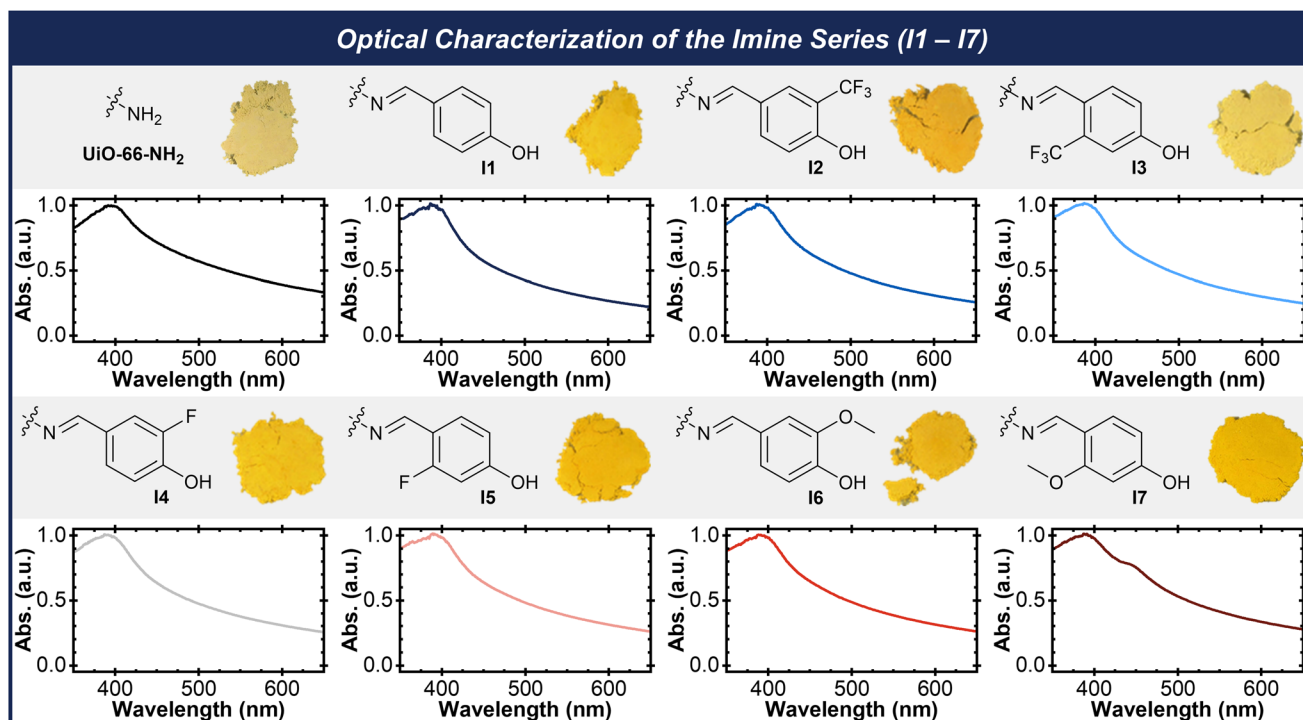 Optical Characterization of the Imine Series (I1 – I7)
NH2
UiO-66-NH2
N
OH
I1
N
CF3
OH
I2
N
F3C
OH
I3
1.0
0.5
0.0
Abs. (a.u.)
400 500 600
Wavelength (nm)
1.0
0.5
0.0
Abs. (a.u.)
400 500 600
Wavelength (nm)
1.0
0.5
0.0
Abs. (a.u.)
400 500 600
Wavelength (nm)
1.0
0.5
0.0
Abs. (a.u.)
400 500 600
Wavelength (nm)
N
F
OH
I4
N
F
OH
I5
N
O
OH
I6
N
O
OH
I7
1.0
0.5
0.0
Abs. (a.u.)
400 500 600
Wavelength (nm)
1.0
0.5
0.0
Abs. (a.u.)
400 500 600
Wavelength (nm)
1.0
0.5
0.0
Abs. (a.u.)
400 500 600
Wavelength (nm)
1.0
0.5
0.0
Abs. (a.u.)
400 500 600
Wavelength (nm)